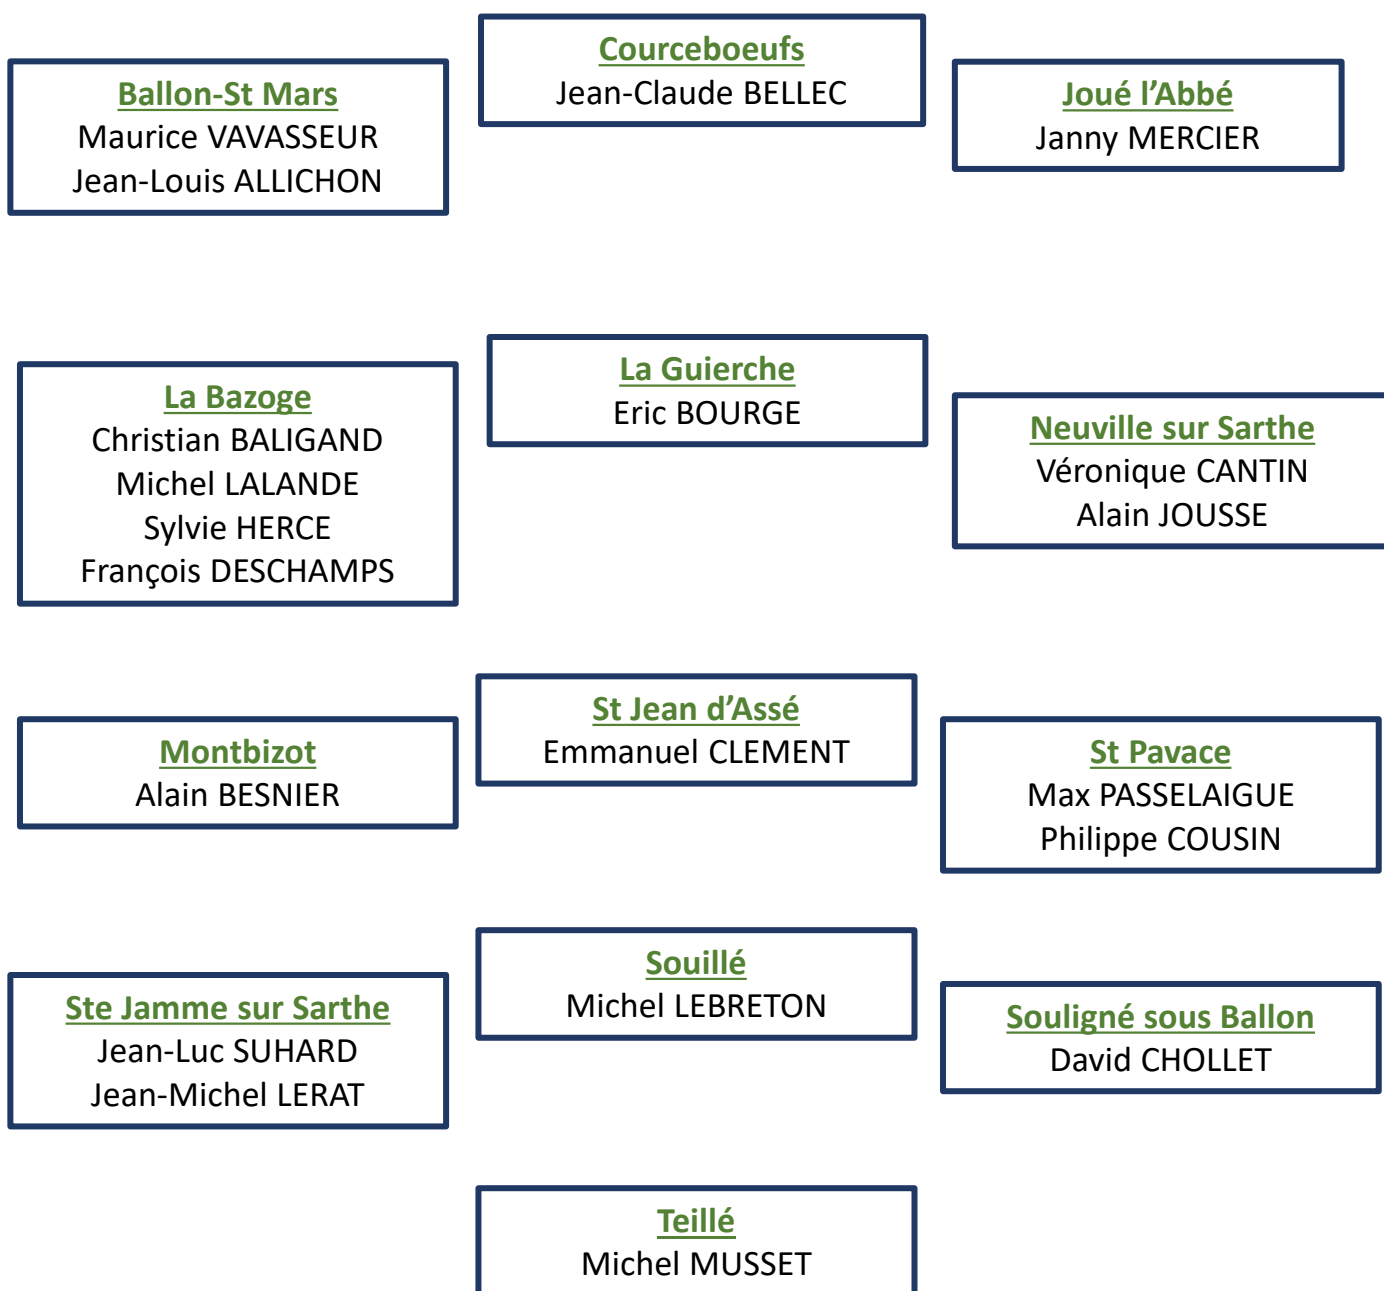 Courceboeufs
Jean-Claude BELLEC
Ballon-St Mars
Maurice VAVASSEUR
Jean-Louis ALLICHON
Joué l’Abbé
Janny MERCIER
La Guierche
Eric BOURGE
La Bazoge
Christian BALIGAND
Michel LALANDE
Sylvie HERCE
François DESCHAMPS
Neuville sur Sarthe
Véronique CANTIN
Alain JOUSSE
St Jean d’Assé
Emmanuel CLEMENT
Montbizot
Alain BESNIER
St Pavace
Max PASSELAIGUE
Philippe COUSIN
Souillé
Michel LEBRETON
Ste Jamme sur Sarthe
Jean-Luc SUHARD
Jean-Michel LERAT
Souligné sous Ballon
David CHOLLET
Teillé
Michel MUSSET